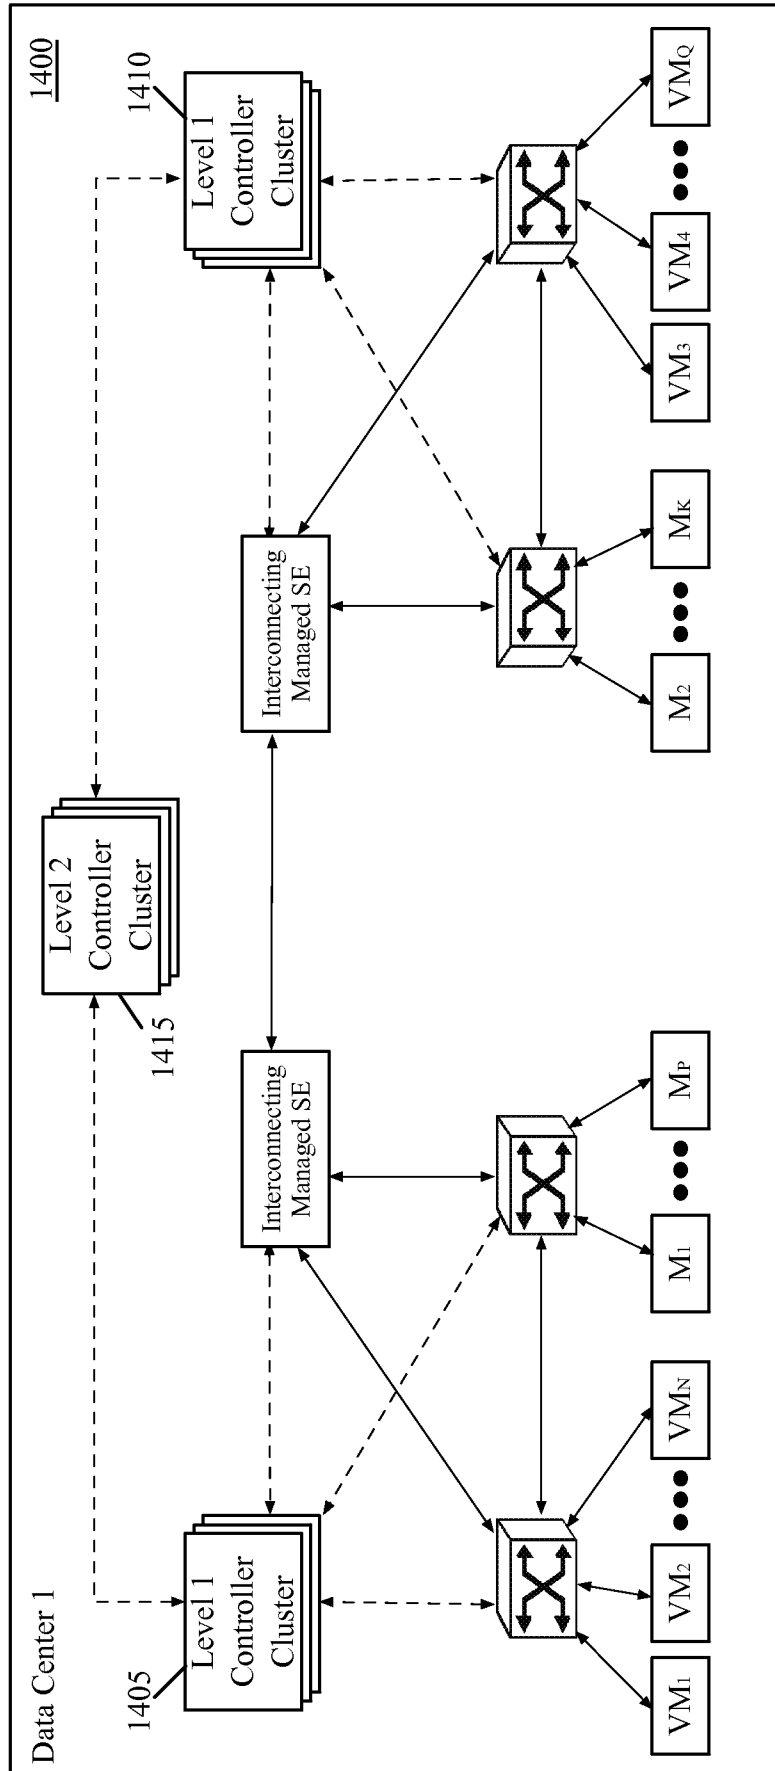 Data Center 1
1400
Level 2
Controller
Cluster
1415
1405
Level 1
Controller
Cluster
1410
Level 1
Controller
Cluster
Interconnecting
Managed SE
Interconnecting
Managed SE
VM1
VM2
VMN
M1
MP
M2
MK
VM3
VM4
VMQ